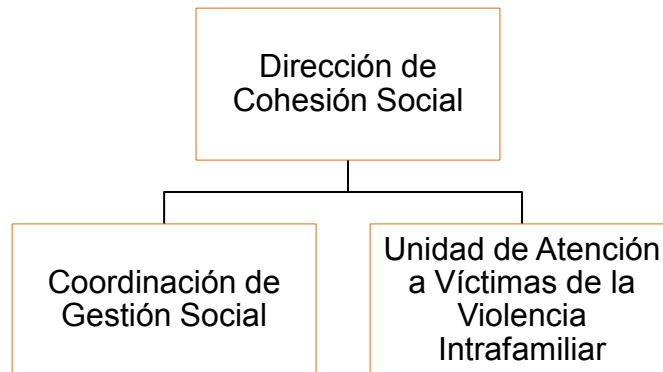 Dirección de
Cohesión Social
Coordinación de
Gestión Social
Unidad de Atención
a Víctimas de la
Violencia
Intrafamiliar